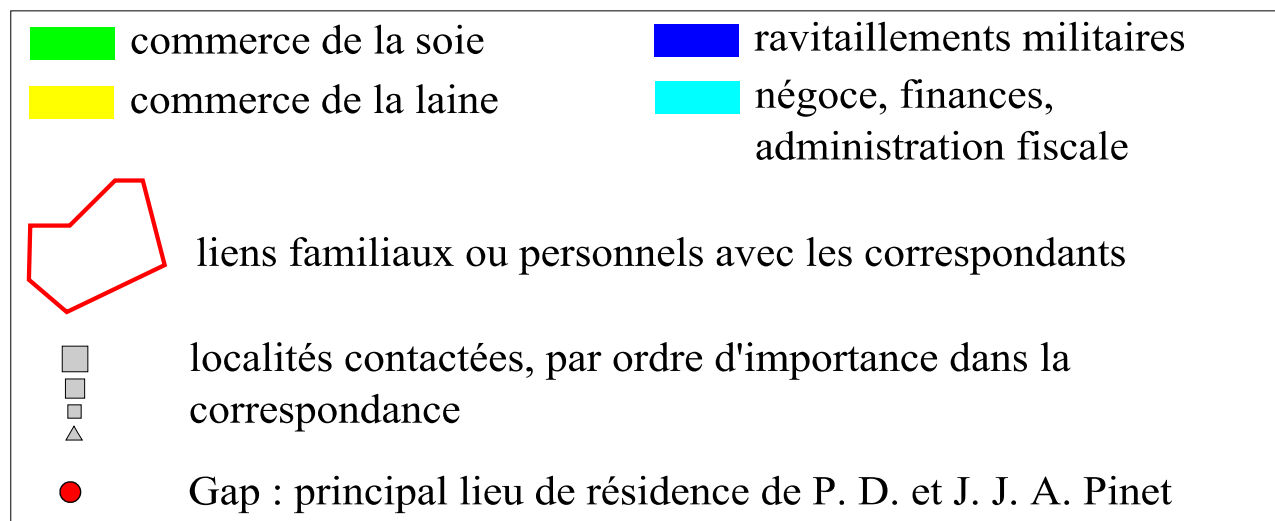 commerce de la soie
commerce de la laine
ravitaillements militaires
négoce, finances,
administration fiscale
liens familiaux ou personnels avec les correspondants
localités contactées, par ordre d'importance dans la
correspondance
Gap : principal lieu de résidence de P. D. et J. J. A. Pinet